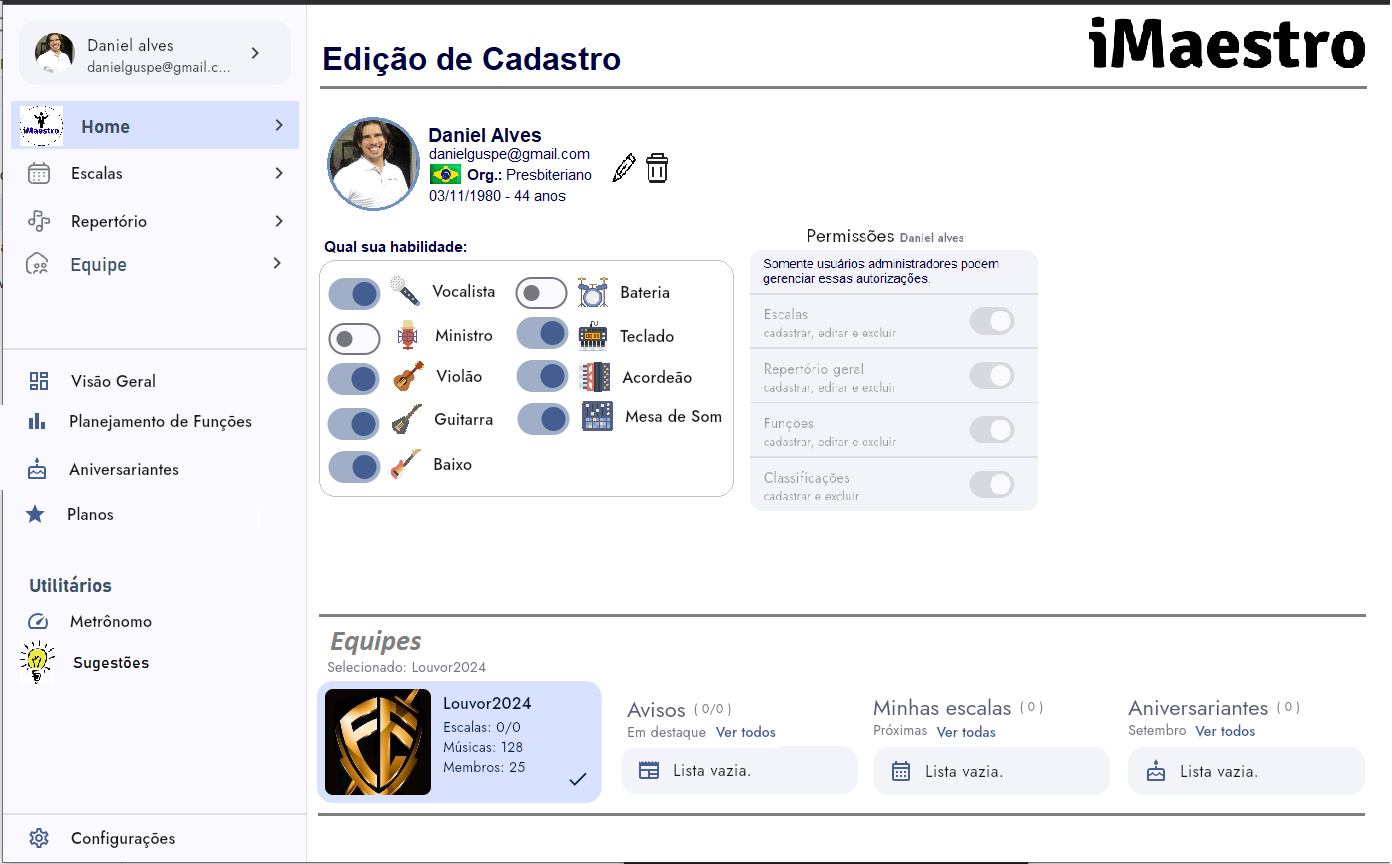 Daniel alves
danielguspe@gmail.c...
iMaestro
Home
Escalas
Repertório
Equipe
Visão Geral
Planejamento de Funções
Aniversariantes
Planos
Utilitários
Metrônomo
Sugestões
Configurações
Edição de Cadastro
iMaestro
Daniel Alves
danielguspe@gmail.com
Org.: Presbiteriano
03/11/1980 - 44 anos
Qual sua habilidade:
Vocalista
Bateria
Ministro
Teclado
Violão
Acordeão
Guitarra
Mesa de Som
Baixo
Permissões Daniel alves
Somente usuários administradores podem
gerenciar essas autorizações.
Escalas
cadastrar, editar e excluir
Repertório geral
cadastrar, editar e excluir
Funções
cadastrar, editar e excluir
Classificações
cadastrar e excluir
Equipes
Selecionado: Louvor2024
Louvor2024
Escalas: 0/0
Músicas: 128
Membros: 25
Avisos ( 0/0 )
Em destaque Ver todos
Lista vazia.
Minhas escalas ( 0 )
Próximas Ver todas
Lista vazia.
Aniversariantes ( 0 )
Setembro Ver todos
Lista vazia.